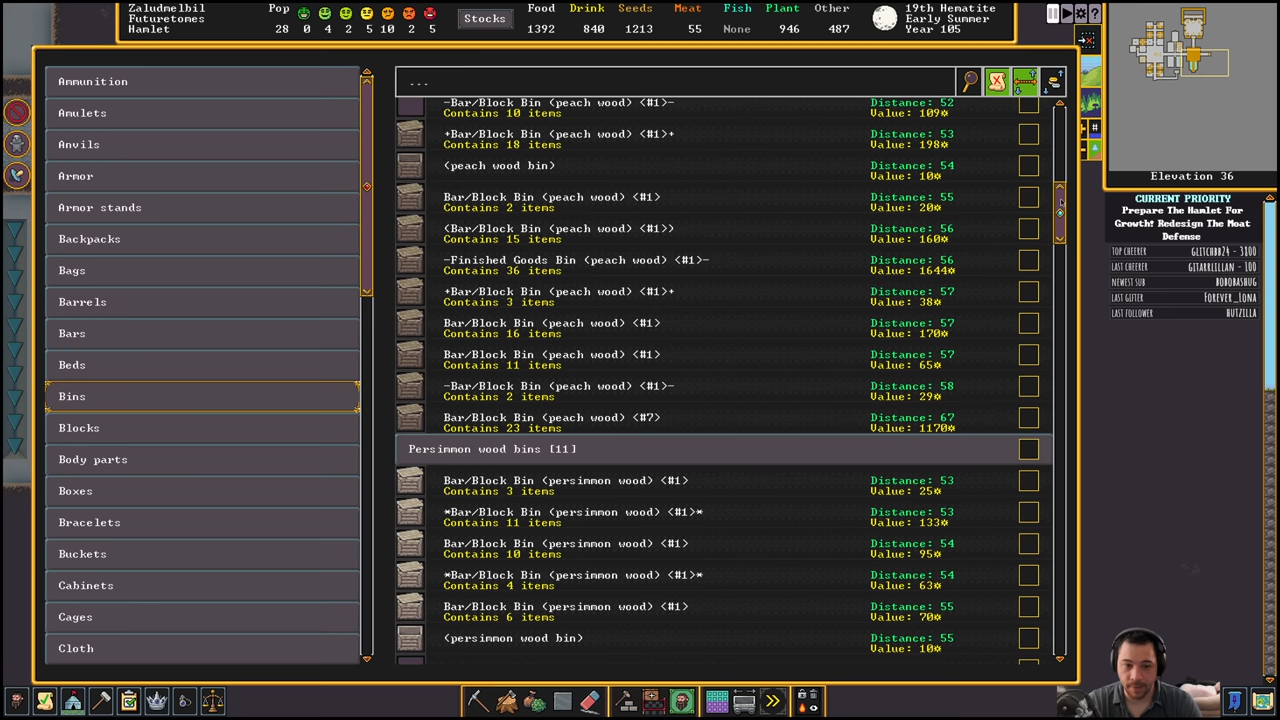 Zaludmelbil
Futuretomes
Hamlet
Pop
28 0 4 2 5 10 2 5
Stocks
Food Drink Seeds Meat Fish Plant Other
1392 840 1213 55 None 946 487
19th Hematite
Early Summer
Year 105
Elevation 36
Ammunition
Amulets
Anvils
Armor
Armor stands
Backpacks
Bags
Barrels
Bars
Beds
Bins
Blocks
Body parts
Boxes
Bracelets
Buckets
Cabinets
Cages
Cloth
...
-Bar/Block Bin (peach wood) <#1>- Distance: 52
Contains 10 items Value: 109☼
+Bar/Block Bin (peach wood) <#1>+ Distance: 53
Contains 18 items Value: 198☼
(peach wood bin) Distance: 54
Value: 10☼
Bar/Block Bin (peach wood) <#1> Distance: 55
Contains 2 items Value: 20☼
(Bar/Block Bin (peach wood) <#1>) Distance: 56
Contains 15 items Value: 160☼
-Finished Goods Bin (peach wood) <#1>- Distance: 56
Contains 36 items Value: 1644☼
+Bar/Block Bin (peach wood) <#1>+ Distance: 57
Contains 3 items Value: 38☼
Bar/Block Bin (peach wood) <#1> Distance: 57
Contains 16 items Value: 170☼
Bar/Block Bin (peach wood) <#1> Distance: 57
Contains 11 items Value: 65☼
-Bar/Block Bin (peach wood) <#1>- Distance: 58
Contains 2 items Value: 29☼
Bar/Block Bin (peach wood) <#7> Distance: 67
Contains 23 items Value: 1170☼
Persimmon wood bins [11]
Bar/Block Bin (persimmon wood) <#1> Distance: 53
Contains 3 items Value: 25☼
*Bar/Block Bin (persimmon wood) <#1>* Distance: 53
Contains 11 items Value: 133☼
Bar/Block Bin (persimmon wood) <#1> Distance: 54
Contains 10 items Value: 95☼
*Bar/Block Bin (persimmon wood) <#1>* Distance: 54
Contains 4 items Value: 63☼
Bar/Block Bin (persimmon wood) <#1> Distance: 55
Contains 6 items Value: 70☼
(persimmon wood bin) Distance: 55
Value: 10☼
CURRENT PRIORITY
Prepare The Hamlet For
Growth! Redesign The Moat
Defense
TOP CHEERER GLITCHBR24 - 3100
LAST CHEERER GITARRLILLAN - 100
NEWEST SUB BOBOBASHUG
LAST GIFTER FOREVER_LONA
LAST FOLLOWER HUTZILLA